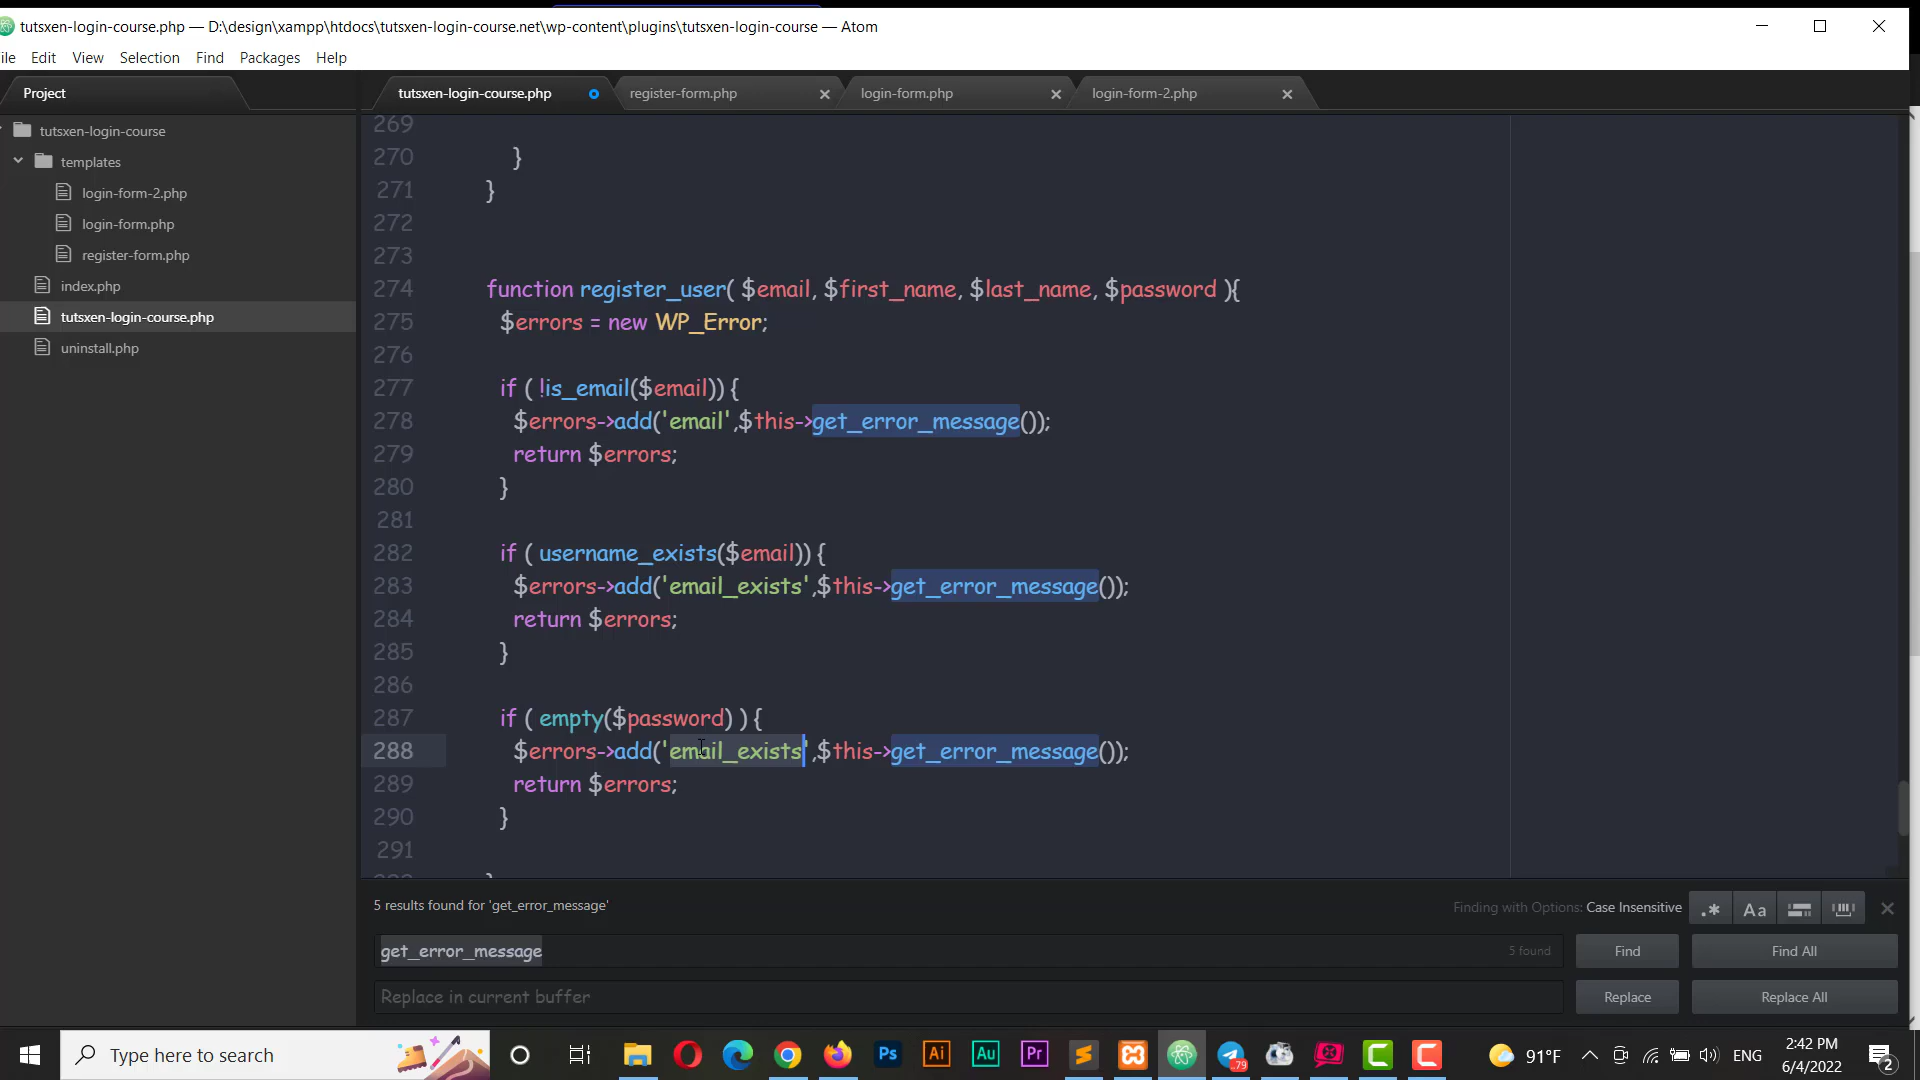 tutsxen-login-course.php — D:\design\xampp\htdocs\tutsxen-login-course.net\wp-content\plugins\tutsxen-login-course — Atom
ile Edit View Selection Find Packages Help
Project
tutsxen-login-course.php register-form.php login-form.php login-form-2.php
tutsxen-login-course
templates
login-form-2.php
login-form.php
register-form.php
index.php
tutsxen-login-course.php
uninstall.php
269
270 }
271 }
272
273
274 function register_user( $email, $first_name, $last_name, $password ){
275 $errors = new WP_Error;
276
277 if ( !is_email($email)) {
278 $errors->add('email',$this->get_error_message());
279 return $errors;
280 }
281
282 if ( username_exists($email)) {
283 $errors->add('email_exists',$this->get_error_message());
284 return $errors;
285 }
286
287 if ( empty($password) ) {
288 $errors->add('email_exists',$this->get_error_message());
289 return $errors;
290 }
291
5 results found for 'get_error_message'
Finding with Options: Case Insensitive
.* Aa
get_error_message 5 found Find Find All
Replace in current buffer Replace Replace All
Type here to search
Ps Ai Au Pr
79
91°F
ENG
2:42 PM
6/4/2022
2